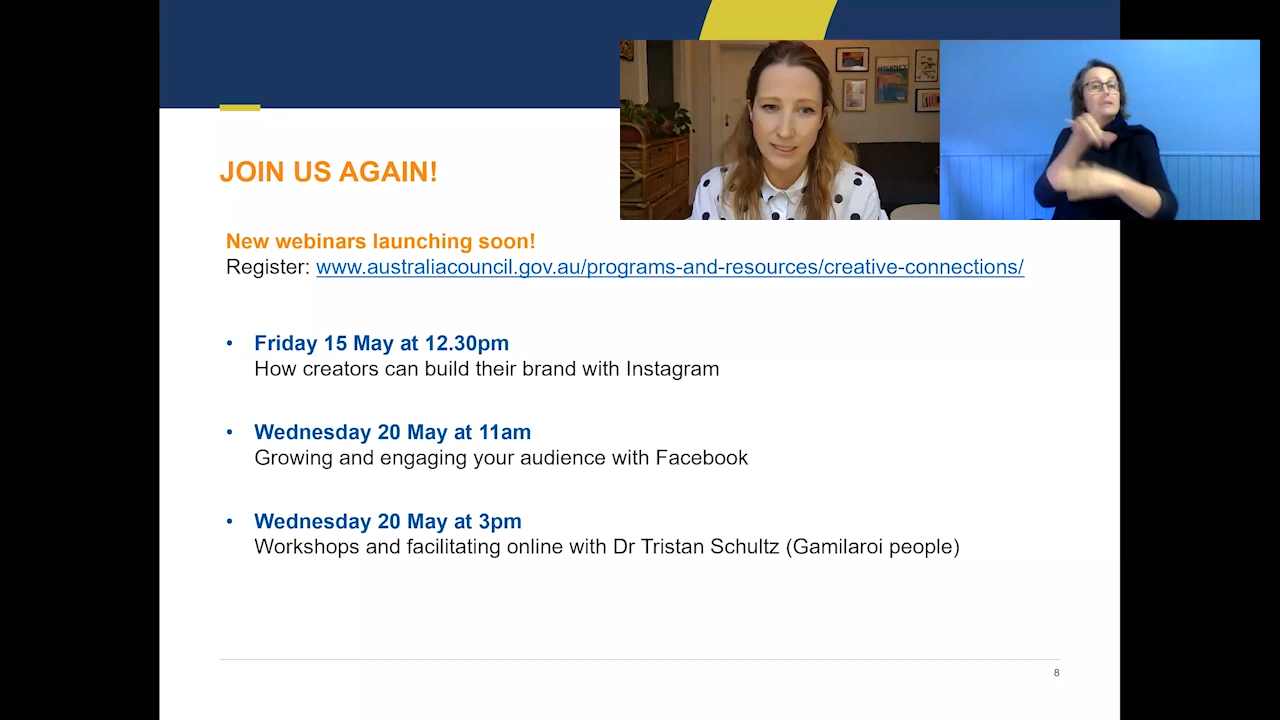 JOIN US AGAIN!
New webinars launching soon!
Register: www.australiacouncil.gov.au/programs-and-resources/creative-connections/
• Friday 15 May at 12.30pm
How creators can build their brand with Instagram
• Wednesday 20 May at 11am
Growing and engaging your audience with Facebook
• Wednesday 20 May at 3pm
Workshops and facilitating online with Dr Tristan Schultz (Gamilaroi people)
8
HOCKNEY